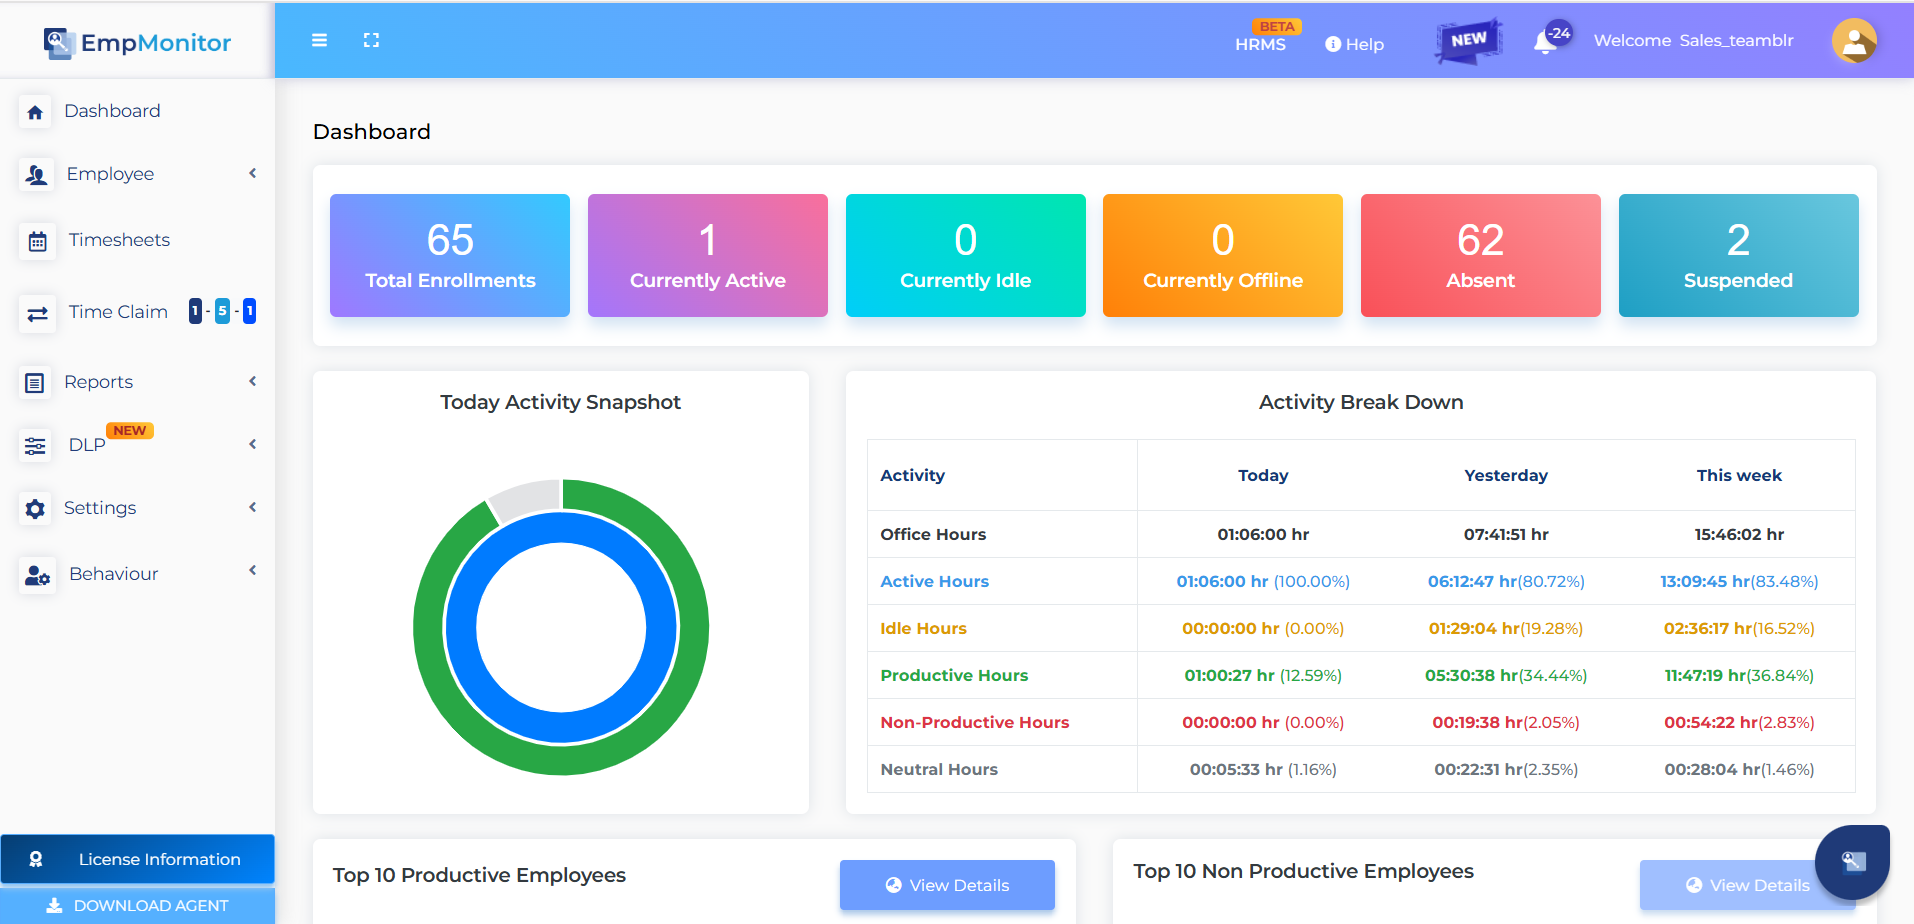 EmpMonitor
BETA
HRMS
Help
NEW
-24
Welcome Sales_teamblr
Dashboard
Employee
Timesheets
Time Claim 1 - 5 - 1
Reports
DLP NEW
Settings
Behaviour
License Information
DOWNLOAD AGENT
Dashboard
65
Total Enrollments
1
Currently Active
0
Currently Idle
0
Currently Offline
62
Absent
2
Suspended
Today Activity Snapshot
Activity Break Down
Activity Today Yesterday This week
Office Hours 01:06:00 hr 07:41:51 hr 15:46:02 hr
Active Hours 01:06:00 hr (100.00%) 06:12:47 hr(80.72%) 13:09:45 hr(83.48%)
Idle Hours 00:00:00 hr (0.00%) 01:29:04 hr(19.28%) 02:36:17 hr(16.52%)
Productive Hours 01:00:27 hr (12.59%) 05:30:38 hr(34.44%) 11:47:19 hr(36.84%)
Non-Productive Hours 00:00:00 hr (0.00%) 00:19:38 hr(2.05%) 00:54:22 hr(2.83%)
Neutral Hours 00:05:33 hr (1.16%) 00:22:31 hr(2.35%) 00:28:04 hr(1.46%)
Top 10 Productive Employees
View Details
Top 10 Non Productive Employees
View Details